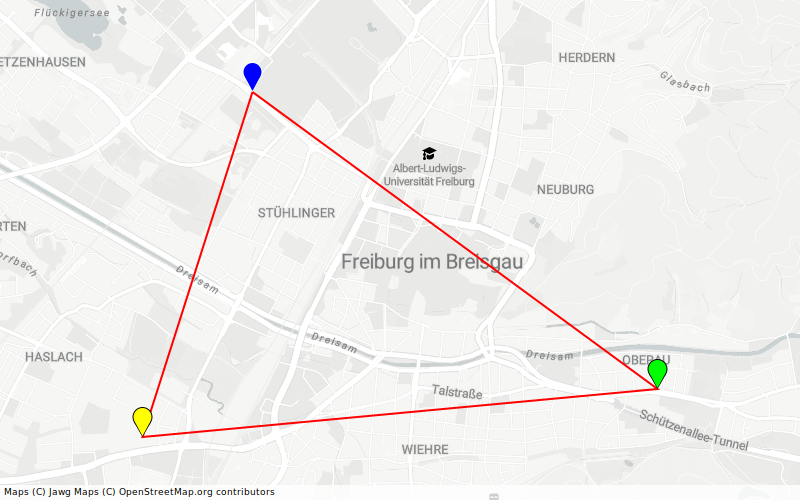 Flückigersee
ETZENHAUSEN
HERDERN
Glasbach
Albert-Ludwigs-
Universität Freiburg
NEUBURG
STÜHLINGER
RTEN
orfbach
Freiburg im Breisgau
Dreisam
Dreisam
Dreisam
HASLACH
OBERAU
Talstraße
Schützenallee-Tunnel
WIEHRE
Maps (C) Jawg Maps (C) OpenStreetMap.org contributors